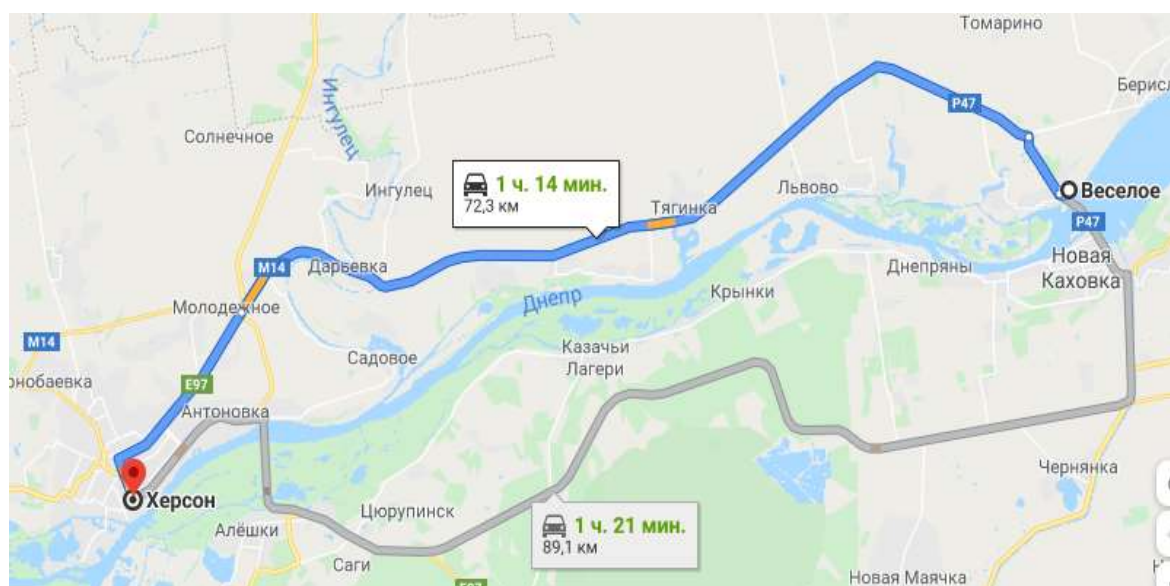 Томарино
Берисл
P47
Солнечное
Ингулец
Ингулец
1 ч. 14 мин.
72,3 км
Львово
Веселое
Тягинка
P47
Новая
Каховка
M14
Дарьевка
Днепряны
Молодежное
Днепр
Крынки
M14
Садовое
Казачьи
Лагери
рнобаевка
E97
Антоновка
Чернянка
Херсон
Цюрупинск
1 ч. 21 мин.
89,1 км
Алёшки
Саги
Новая Маячка
E97